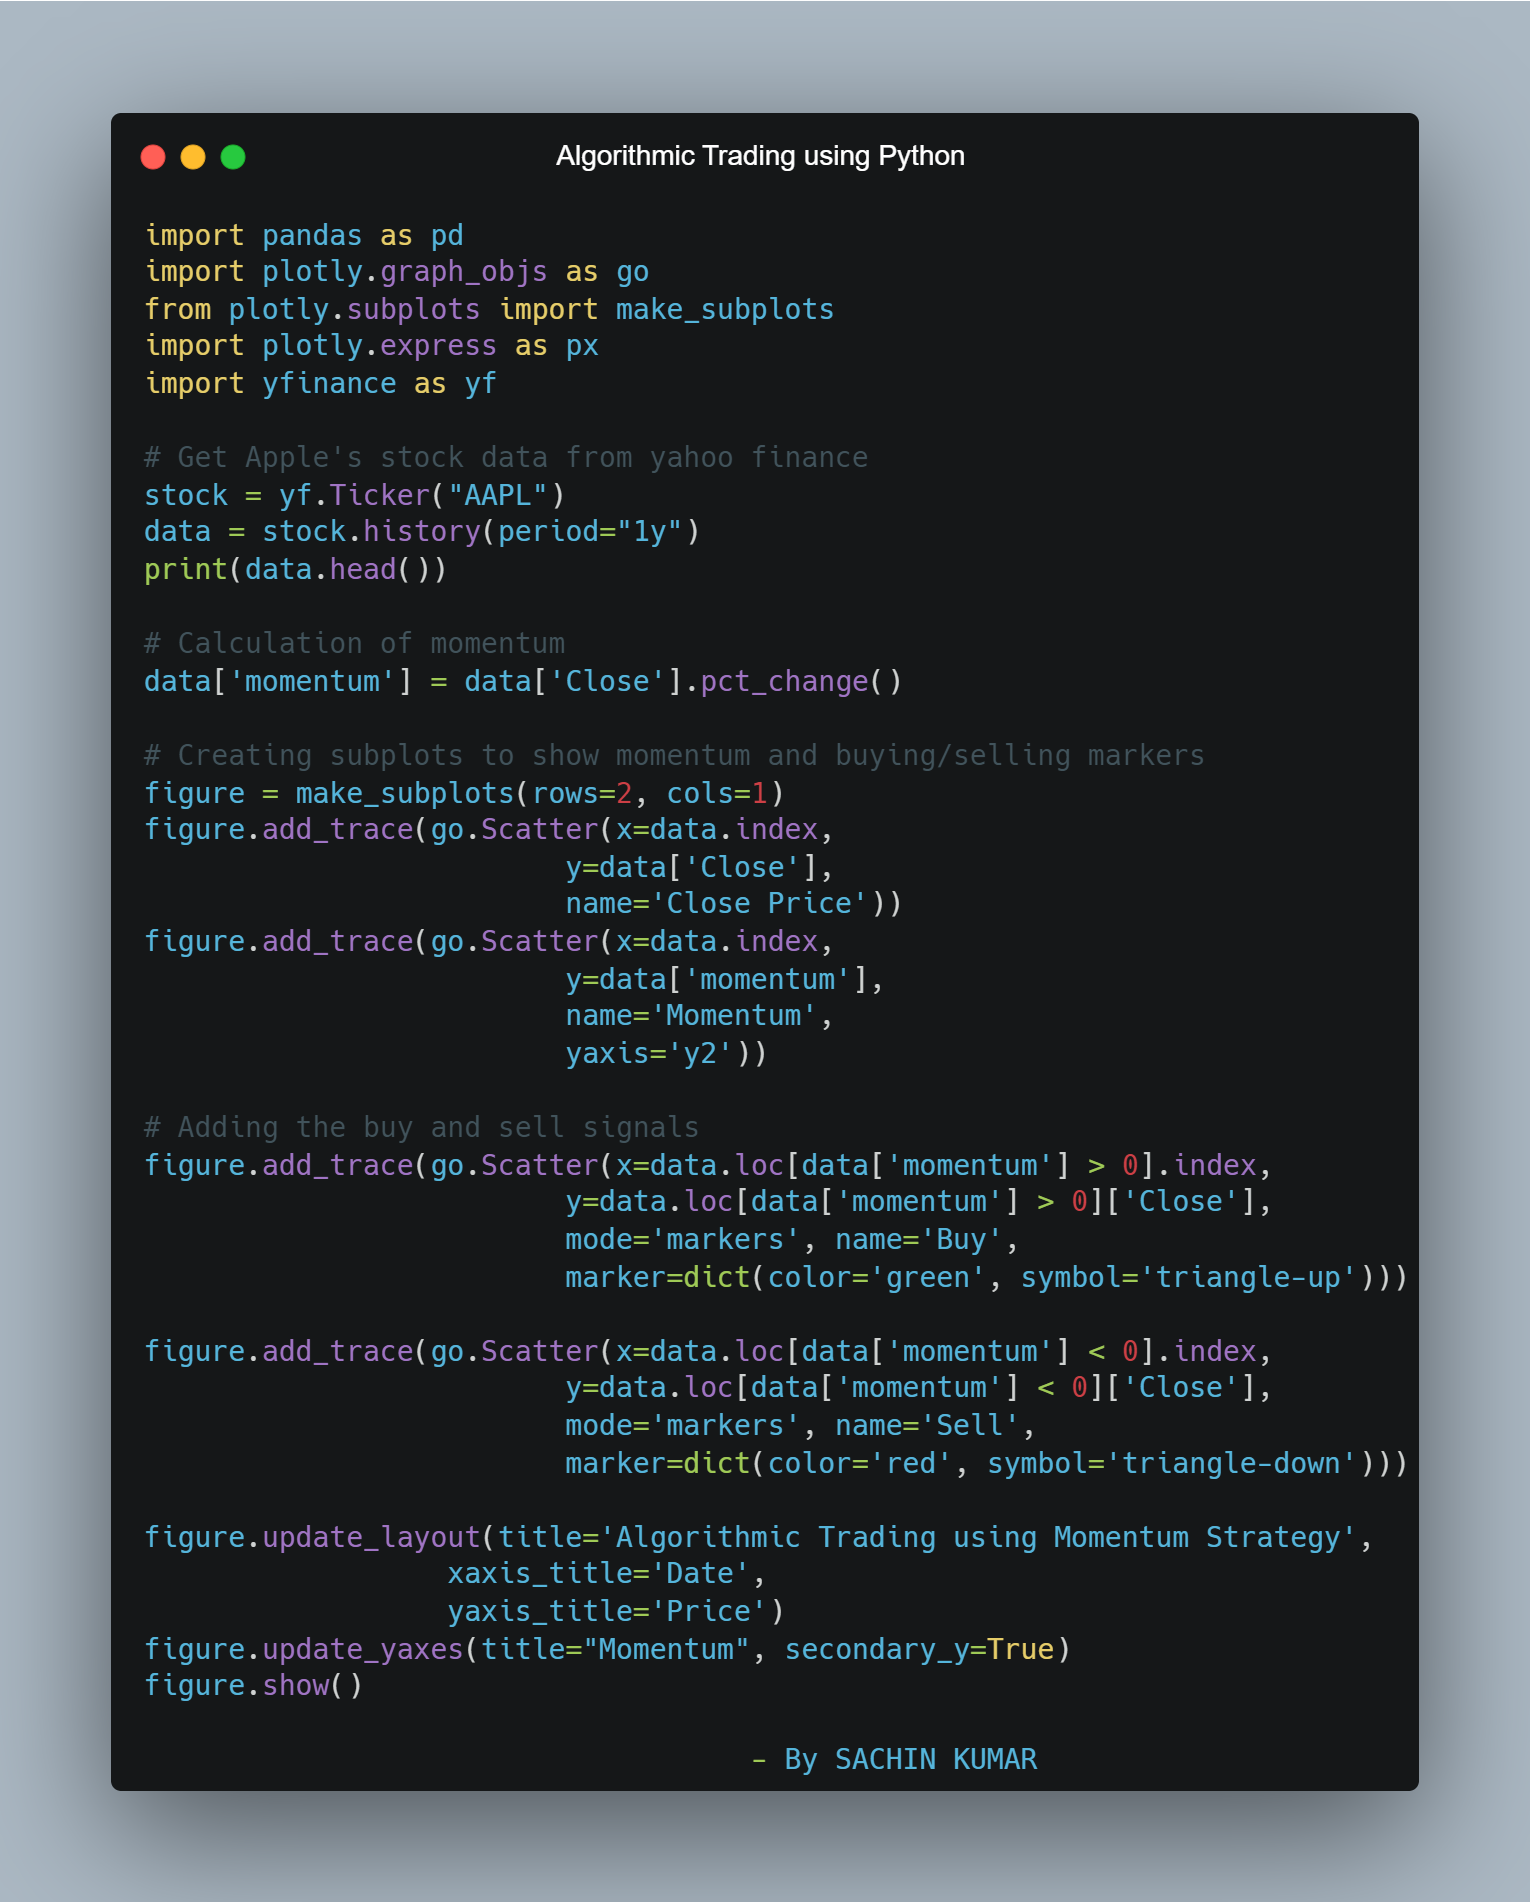 Algorithmic Trading using Python
import pandas as pd
import plotly.graph_objs as go
from plotly.subplots import make_subplots
import plotly.express as px
import yfinance as yf
# Get Apple's stock data from yahoo finance
stock = yf.Ticker("AAPL")
data = stock.history(period="1y")
print(data.head())
# Calculation of momentum
data['momentum'] = data['Close'].pct_change()
# Creating subplots to show momentum and buying/selling markers
figure = make_subplots(rows=2, cols=1)
figure.add_trace(go.Scatter(x=data.index,
                         y=data['Close'],
                         name='Close Price'))
figure.add_trace(go.Scatter(x=data.index,
                         y=data['momentum'],
                         name='Momentum',
                         yaxis='y2'))
# Adding the buy and sell signals
figure.add_trace(go.Scatter(x=data.loc[data['momentum'] > 0].index,
                         y=data.loc[data['momentum'] > 0]['Close'],
                         mode='markers', name='Buy',
                         marker=dict(color='green', symbol='triangle-up')))
figure.add_trace(go.Scatter(x=data.loc[data['momentum'] < 0].index,
                         y=data.loc[data['momentum'] < 0]['Close'],
                         mode='markers', name='Sell',
                         marker=dict(color='red', symbol='triangle-down')))
figure.update_layout(title='Algorithmic Trading using Momentum Strategy',
                  xaxis_title='Date',
                  yaxis_title='Price')
figure.update_yaxes(title="Momentum", secondary_y=True)
figure.show()
- By SACHIN KUMAR